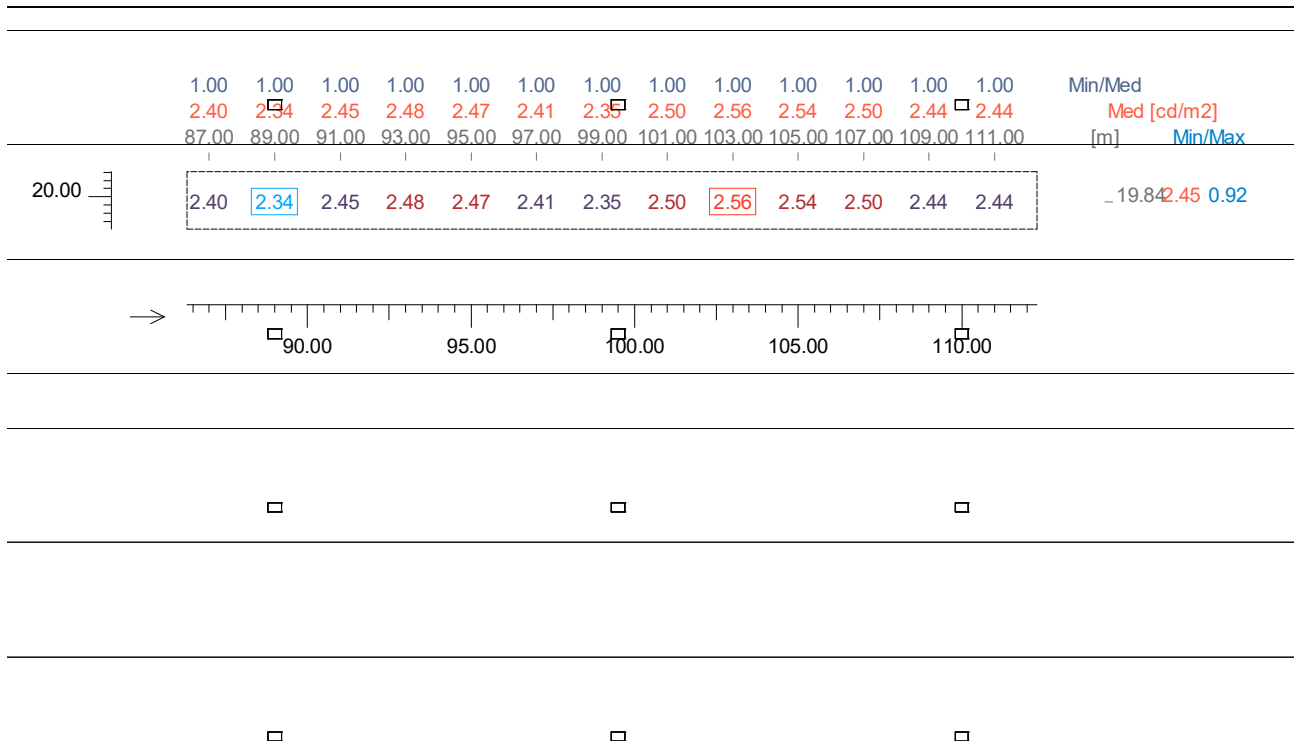 1.00 1.00 1.00 1.00 1.00 1.00 1.00 1.00 1.00 1.00 1.00 1.00 1.00 Min/Med
2.40 2.34 2.45 2.48 2.47 2.41 2.35 2.50 2.56 2.54 2.50 2.44 2.44 Med [cd/m2]
87.00 89.00 91.00 93.00 95.00 97.00 99.00 101.00 103.00 105.00 107.00 109.00 111.00 [m] Min/Max
20.00 2.40 2.34 2.45 2.48 2.47 2.41 2.35 2.50 2.56 2.54 2.50 2.44 2.44 19.84 2.45 0.92
90.00 95.00 100.00 105.00 110.00